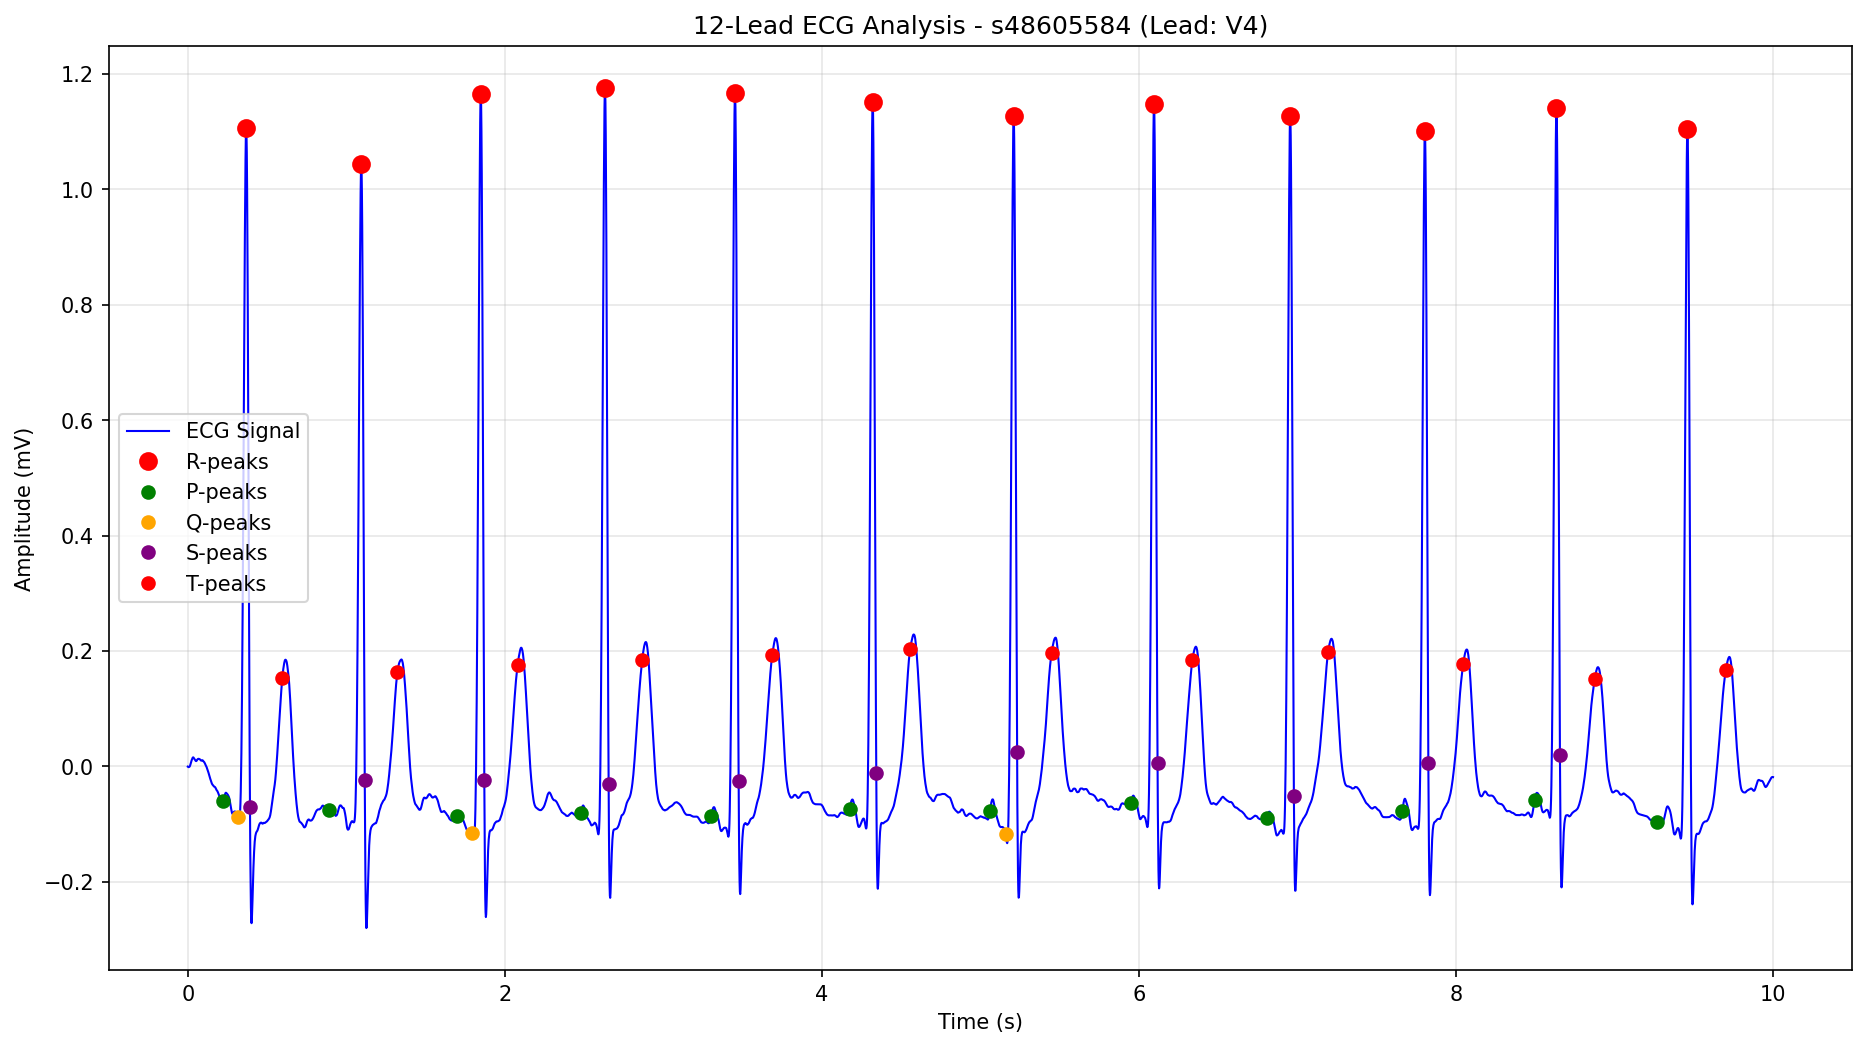 12-Lead ECG Analysis - s48605584 (Lead: V4)
Amplitude (mV)
1.2
1.0
0.8
0.6
0.4
0.2
0.0
−0.2
ECG Signal
R-peaks
P-peaks
Q-peaks
S-peaks
T-peaks
0 2 4 6 8 10
Time (s)